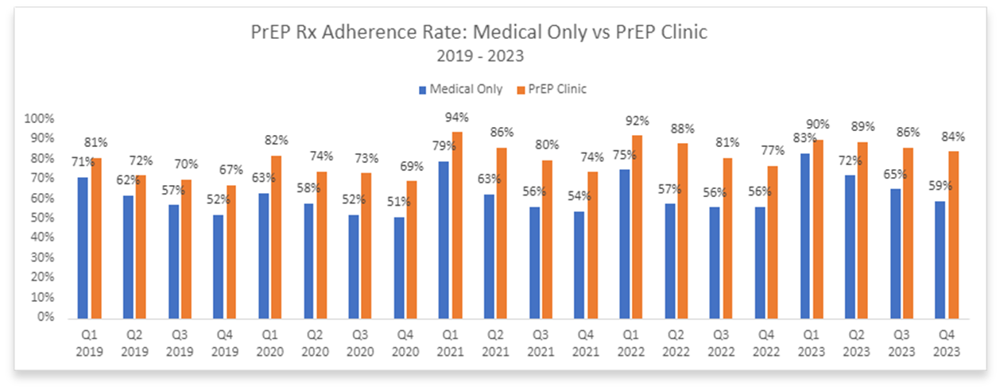 PrEP Rx Adherence Rate: Medical Only vs PrEP Clinic
2019 - 2023
Medical Only PrEP Clinic
100%
90%
80%
70%
60%
50%
40%
30%
20%
10%
0%
71% 81% 62% 72% 57% 70% 52% 67% 63% 82% 58% 74% 52% 73% 51% 69% 79% 94% 63% 86% 56% 80% 54% 74% 75% 92% 57% 88% 56% 81% 56% 77% 83% 90% 72% 89% 65% 86% 59% 84%
Q1 Q2 Q3 Q4 Q1 Q2 Q3 Q4 Q1 Q2 Q3 Q4 Q1 Q2 Q3 Q4 Q1 Q2 Q3 Q4
2019 2019 2019 2019 2020 2020 2020 2020 2021 2021 2021 2021 2022 2022 2022 2022 2023 2023 2023 2023